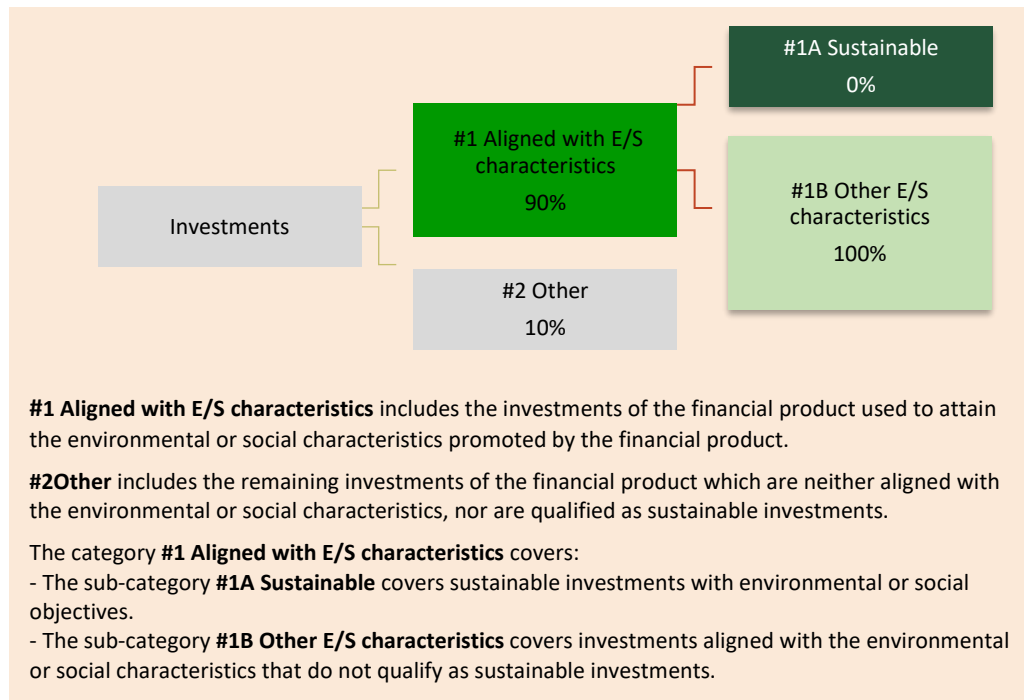 #1A Sustainable
0%
#1 Aligned with E/S
characteristics
90%
#1B Other E/S
characteristics
100%
Investments
#2 Other
10%
#1 Aligned with E/S characteristics includes the investments of the financial product used to attain
the environmental or social characteristics promoted by the financial product.
#2Other includes the remaining investments of the financial product which are neither aligned with
the environmental or social characteristics, nor are qualified as sustainable investments.
The category #1 Aligned with E/S characteristics covers:
- The sub-category #1A Sustainable covers sustainable investments with environmental or social
objectives.
- The sub-category #1B Other E/S characteristics covers investments aligned with the environmental
or social characteristics that do not qualify as sustainable investments.